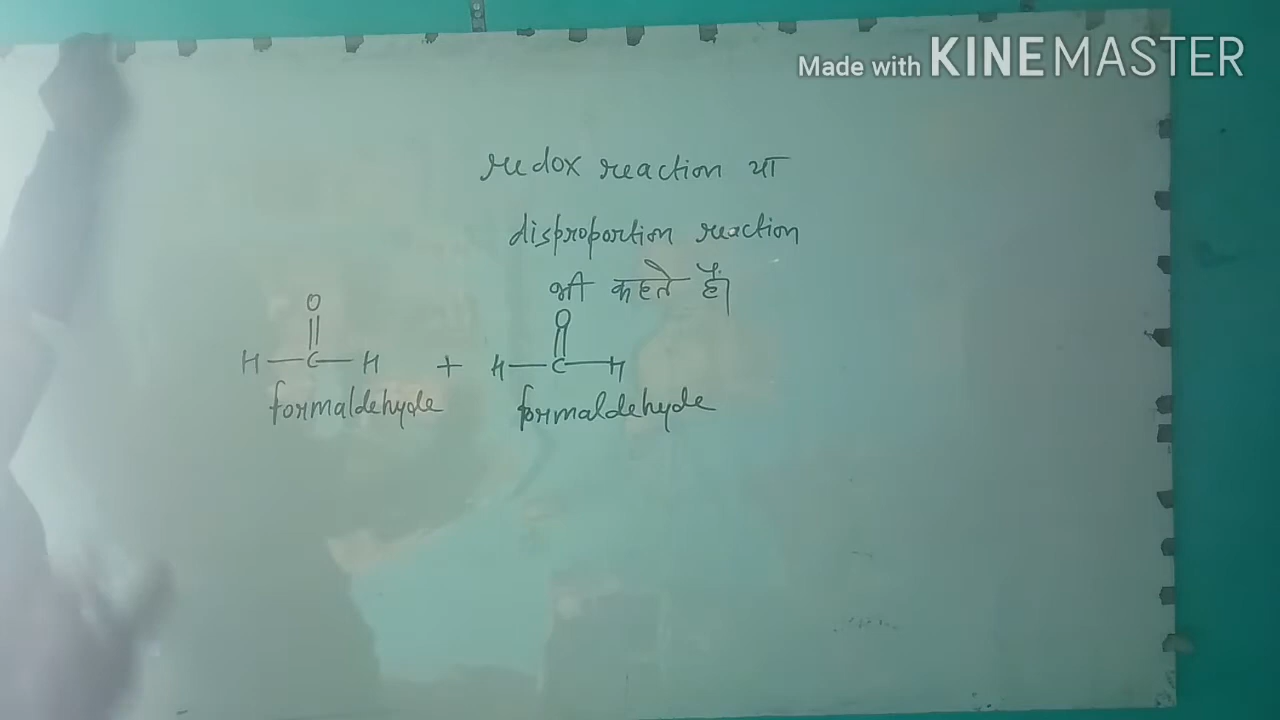 Made with KINEMASTER
redox reaction या
disproportion reaction
भी कहते हैं।
O O
H—C—H + H—C—H
formaldehyde formaldehyde